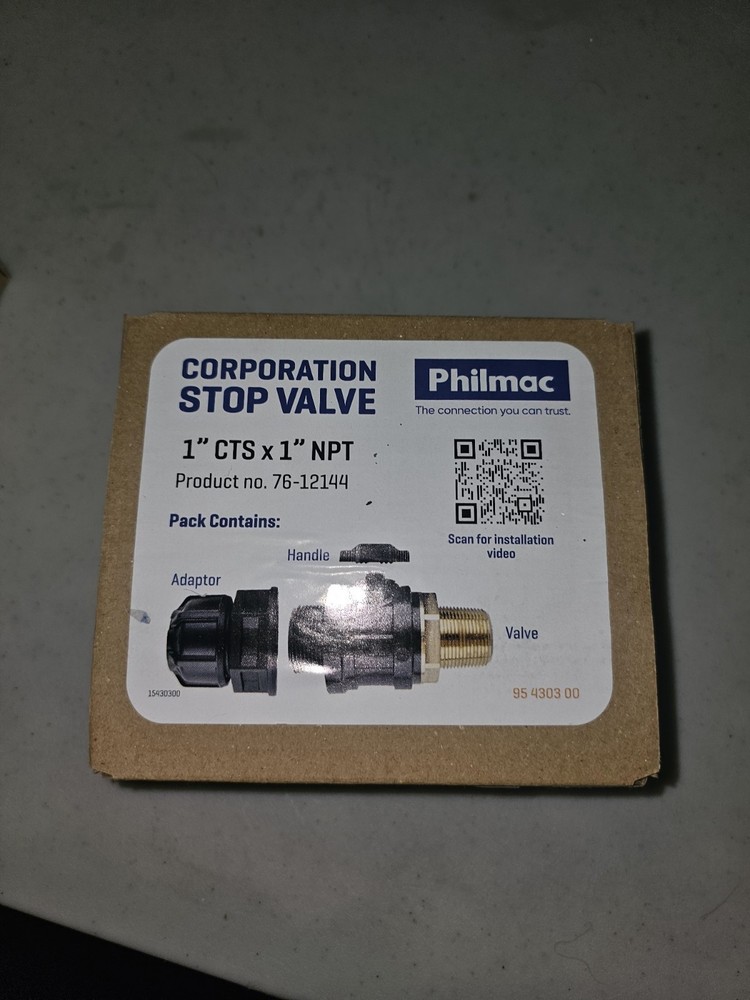 CORPORATION
STOP VALVE
Philmac
The connection you can trust.
1” CTS x 1” NPT
Product no. 76-12144
Pack Contains:
Scan for installation
video
Handle
Adaptor
Valve
15430300
95 4303 00